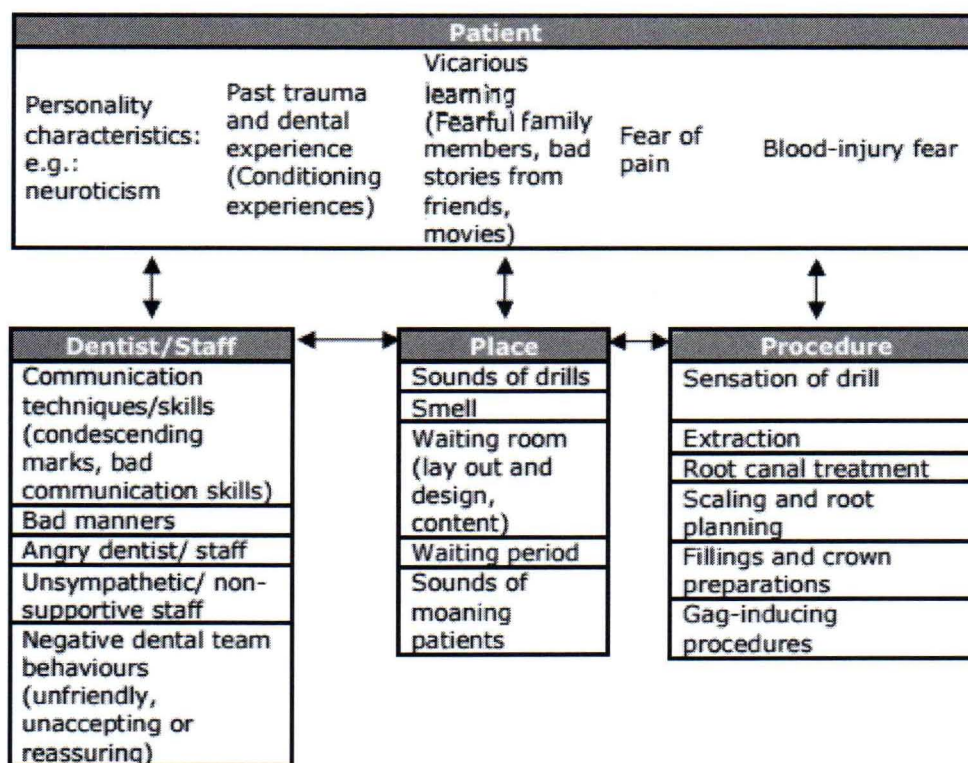 Patient
Personality
characteristics:
e.g.:
neuroticism
Past trauma
and dental
experience
(Conditioning
experiences)
Vicarious
learning
(Fearful family
members, bad
stories from
friends,
movies)
Fear of
pain
Blood-injury fear
Dentist/Staff
Communication
techniques/skills
(condescending
marks, bad
communication skills)
Bad manners
Angry dentist/ staff
Unsympathetic/ non-
supportive staff
Negative dental team
behaviours
(unfriendly,
unaccepting or
reassuring)
Place
Sounds of drills
Smell
Waiting room
(lay out and
design,
content)
Waiting period
Sounds of
moaning
patients
Procedure
Sensation of drill
Extraction
Root canal treatment
Scaling and root
planning
Fillings and crown
preparations
Gag-inducing
procedures